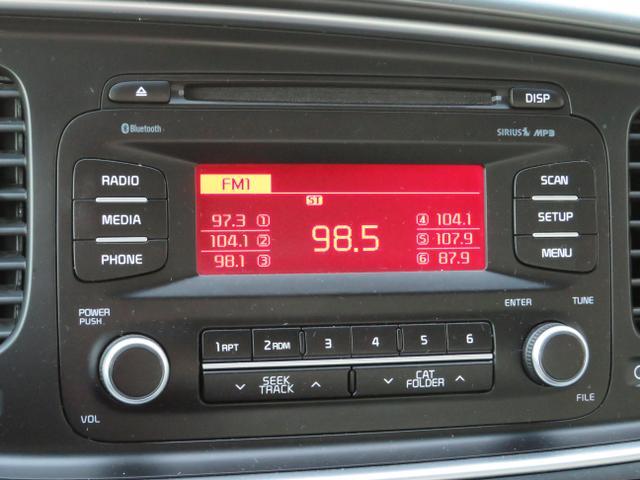 DISP
Bluetooth
SIRIUS MP3
RADIO
MEDIA
PHONE
FM1
ST
97.3 1
104.1 2
98.1 3
98.5
4 104.1
5 107.9
6 87.9
SCAN
SETUP
MENU
POWER
PUSH
VOL
ENTER
TUNE
FILE
1 RPT
2 RDM
3
4
5
6
SEEK
TRACK
CAT
FOLDER